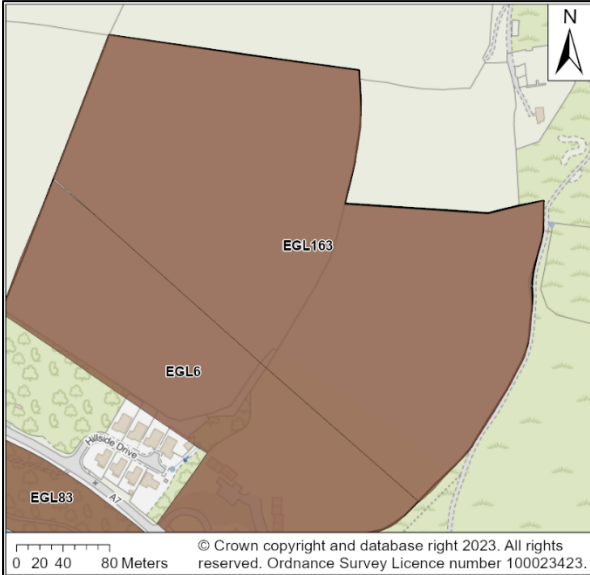 N
EGL163
EGL6
Hillside Drive
A7
EGL83
0 20 40 80 Meters
© Crown copyright and database right 2023. All rights
reserved. Ordnance Survey Licence number 100023423.